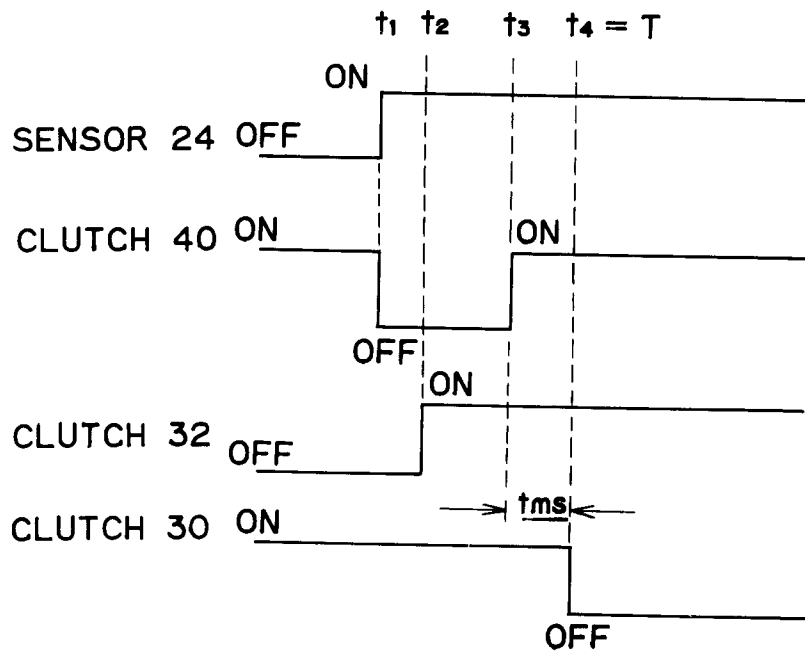 t1 t2 t3 t4 = T
ON
SENSOR 24 OFF
CLUTCH 40 ON ON
OFF
ON
CLUTCH 32 OFF
tms
CLUTCH 30 ON
OFF